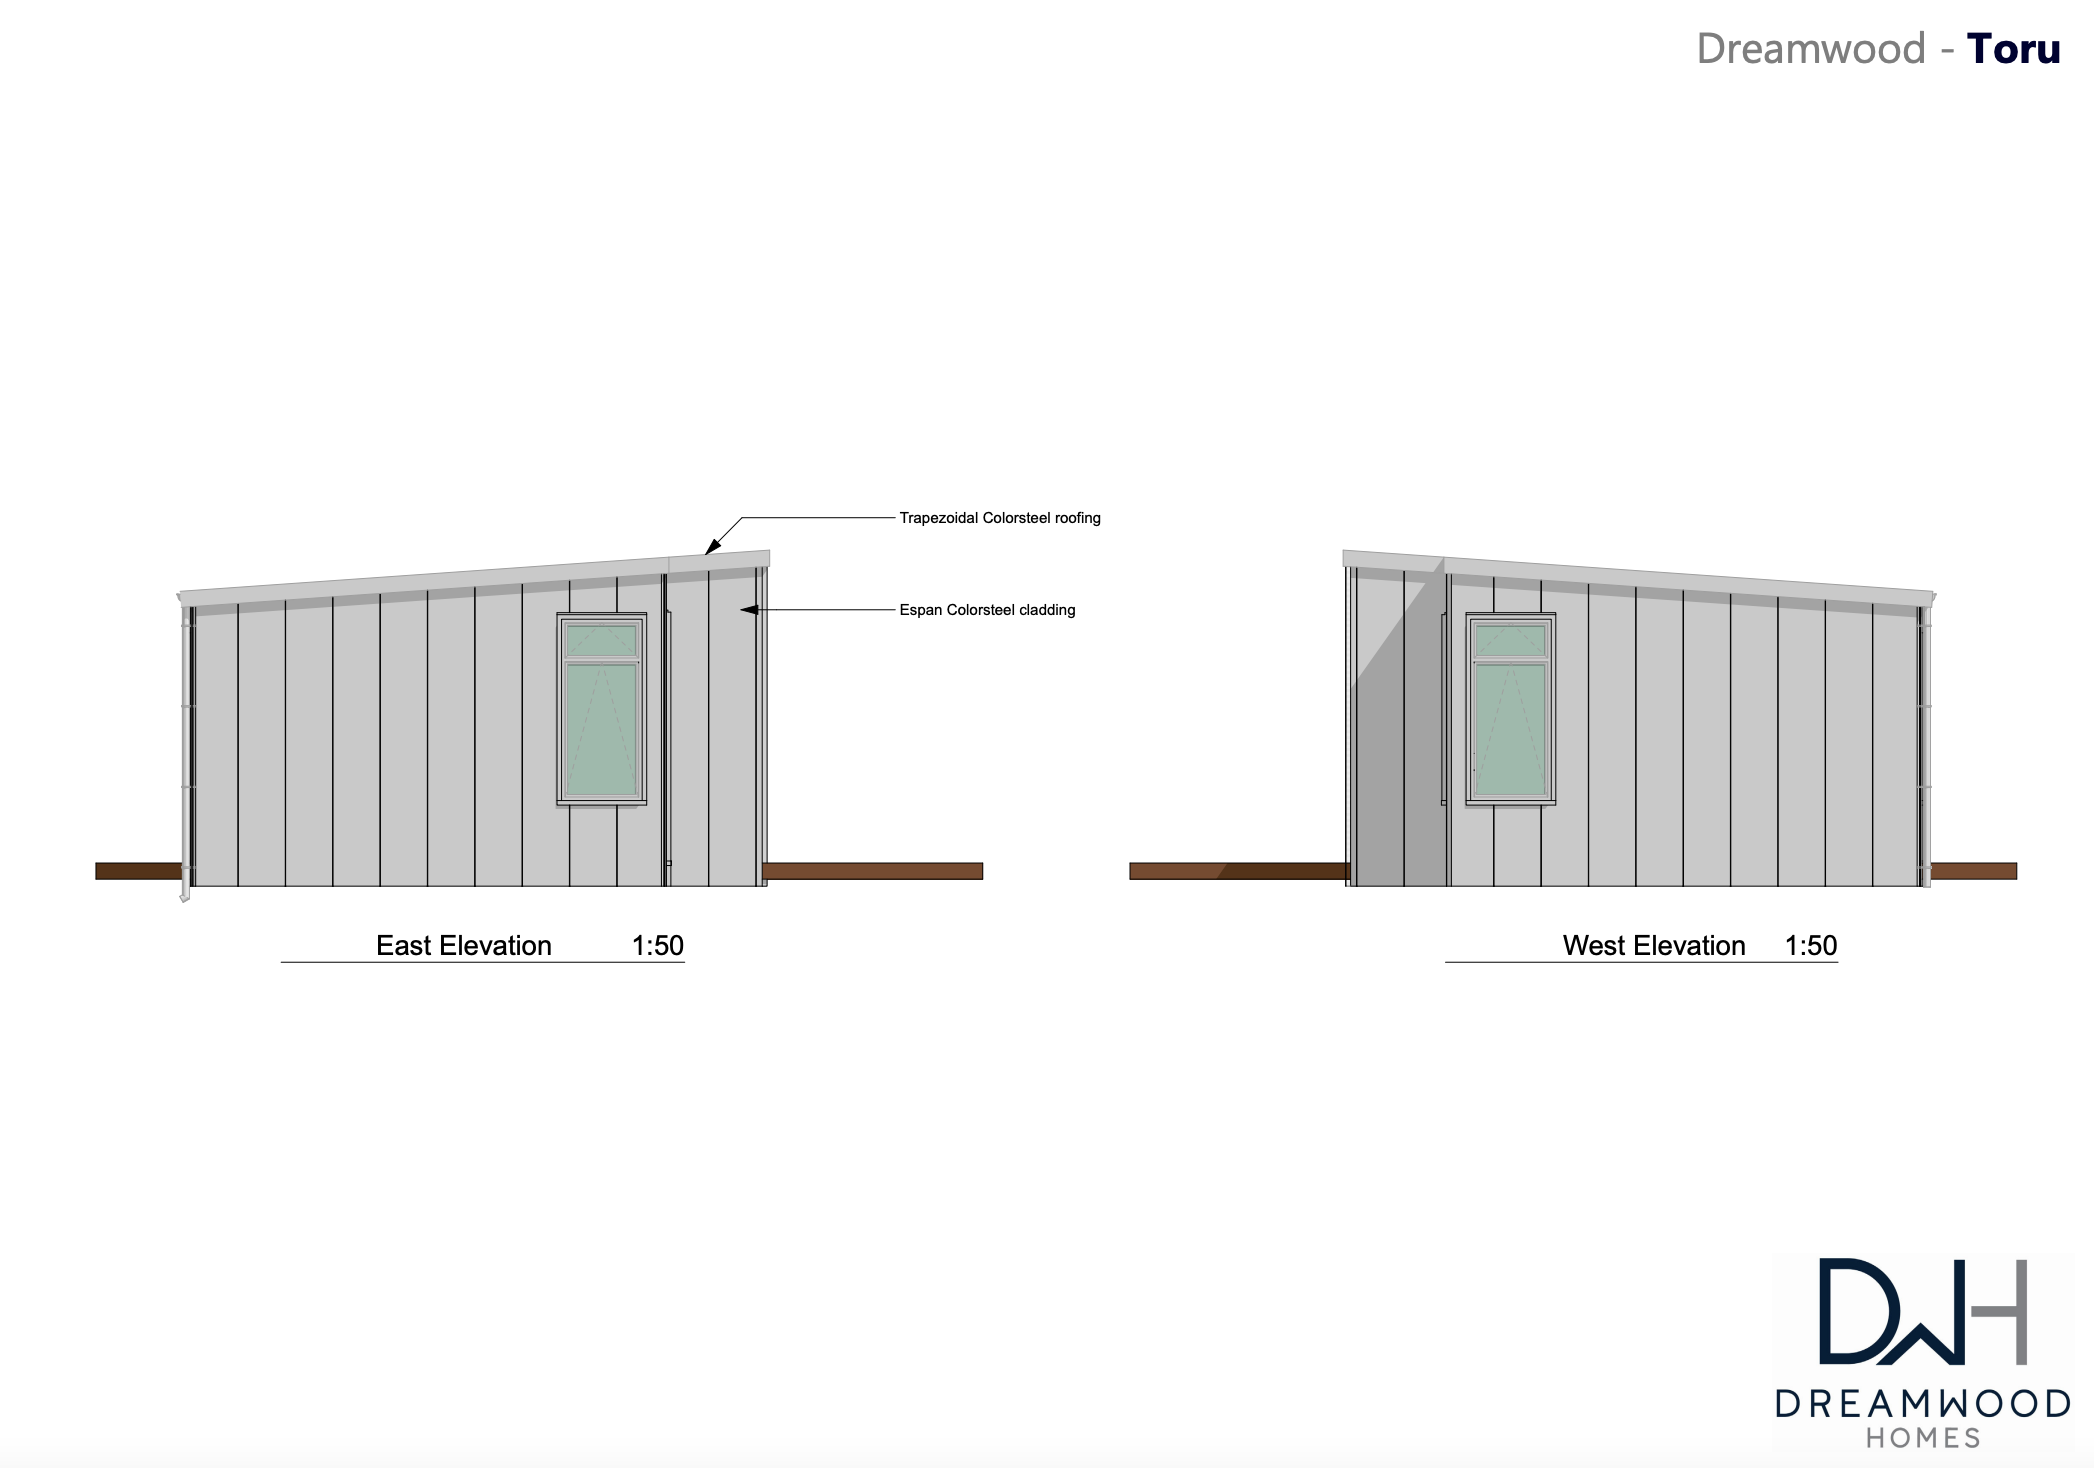 Dreamwood - Toru
Trapezoidal Colorsteel roofing
Espan Colorsteel cladding
East Elevation 1:50
West Elevation 1:50
DWH
DREAMWOOD
HOMES